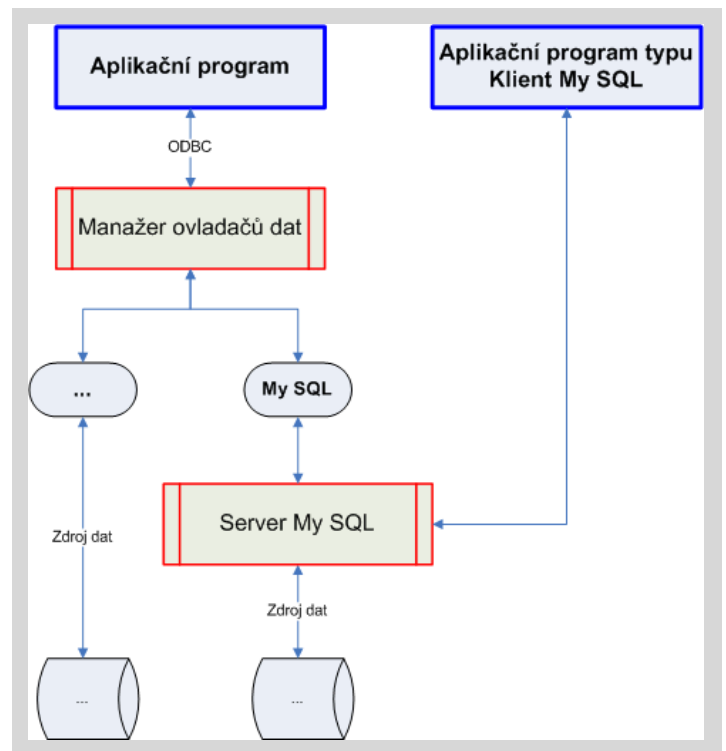 Aplikační program
Aplikační program typu
Klient My SQL
ODBC
Manažer ovladačů dat
...
My SQL
Server My SQL
Zdroj dat
Zdroj dat
...
...